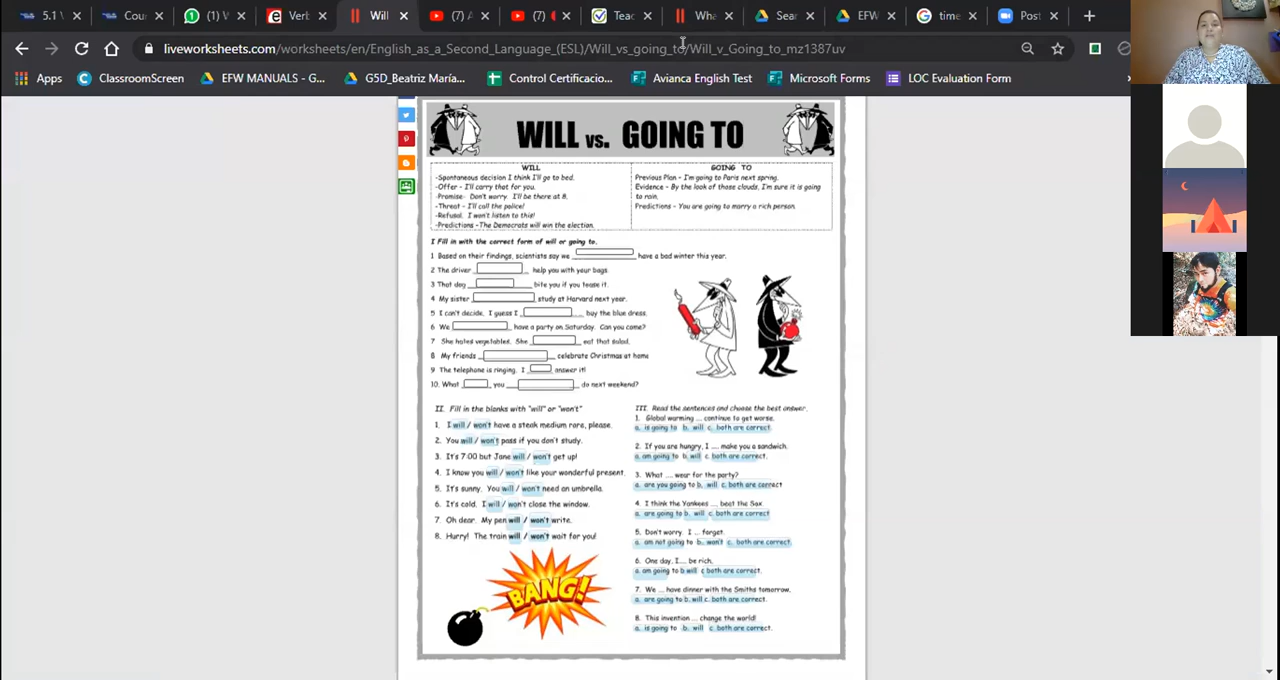 5.1 V
Cour
(1) V
Verb
Will
(7) A
(7) (
Teac
Wha
Sear
EFW
time
Post
liveworksheets.com/worksheets/en/English_as_a_Second_Language_(ESL)/Will_vs_going_to/Will_v_Going_to_mz1387uv
Apps
ClassroomScreen
EFW MANUALS - G...
G5D_Beatriz María...
Control Certificacio...
Avianca English Test
Microsoft Forms
LOC Evaluation Form
WILL vs. GOING TO
WILL
-Spontaneous decision I think I'll go to bed.
-Offer - I'll carry that for you.
-Promise- Don't worry I'll be there at 8.
-Threat - I'll call the police!
-Refusal I won't listen to this!
-Predictions -The Democrats will win the election.
GOING TO
Previous Plan - I'm going to Paris next spring.
Evidence - By the look of those clouds, I'm sure it is going
to rain.
Predictions - You are going to marry a rich person.
I Fill in with the correct form of will or going to.
1 Based on their findings, scientists say we have a bad winter this year.
2 The driver help you with your bags.
3 That dog bite you if you tease it.
4 My sister study at Harvard next year.
5 I can't decide. I guess I buy the blue dress.
6 We have a party on Saturday. Can you come?
7 She hated vegetables. She eat that salad.
8 My friends celebrate Christmas at home
9 The telephone is ringing. I answer it!
10. What you do next weekend?
II. Fill in the blanks with "will" or "won't"
1. I will / won't have a steak medium rare, please.
2. You will / won't pass if you don't study.
3. It's 7:00 but Jane will / won't get up!
4. I know you will / won't like your wonderful present.
5. It's sunny. You will / won't need an umbrella.
6. It's cold. I will / won't close the window.
7. Oh dear. My pen will / won't write.
8. Hurry! The train will / won't wait for you!
BANG!
III. Read the sentences and choose the best answer.
1. Global warming ... continue to get worse.
a. is going to b. will c. both are correct.
2. If you are hungry, I .... make you a sandwich.
a. am going to b. will c. both are correct.
3. What .... wear for the party?
a. are you going to b. will c. both are correct
4. I think the Yankees .... beat the Sox.
a. are going to b. will c. both are correct
5. Don't worry. I ... forget.
a. am not going to b. won't c. both are correct.
6. One day, I.... be rich.
a. am going to b will c both are correct.
7. We ... have dinner with the Smiths tomorrow.
a. are going to b. will c. both are correct.
8. This invention ... change the world!
a. is going to b. will c. both are correct.